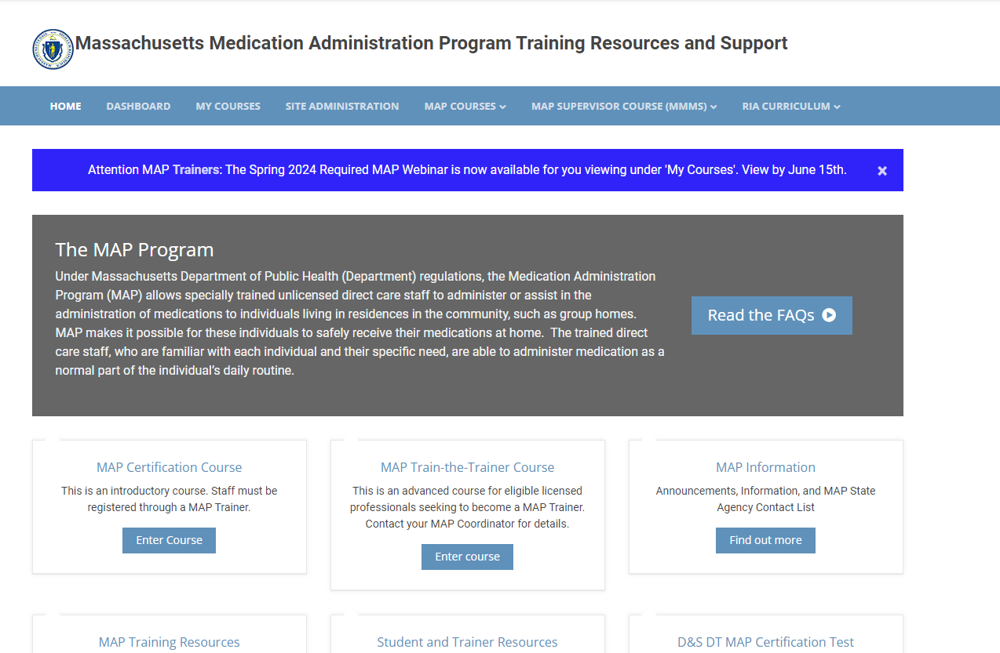 Massachusetts Medication Administration Program Training Resources and Support
HOME
DASHBOARD
MY COURSES
SITE ADMINISTRATION
MAP COURSES
MAP SUPERVISOR COURSE (MMMS)
RIA CURRICULUM
Attention MAP Trainers: The Spring 2024 Required MAP Webinar is now available for you viewing under 'My Courses'. View by June 15th.
The MAP Program
Under Massachusetts Department of Public Health (Department) regulations, the Medication Administration
Program (MAP) allows specially trained unlicensed direct care staff to administer or assist in the
administration of medications to individuals living in residences in the community, such as group homes.
MAP makes it possible for these individuals to safely receive their medications at home.  The trained direct
care staff, who are familiar with each individual and their specific need, are able to administer medication as a
normal part of the individual's daily routine.
Read the FAQs
MAP Certification Course
This is an introductory course. Staff must be
registered through a MAP Trainer.
Enter Course
MAP Train-the-Trainer Course
This is an advanced course for eligible licensed
professionals seeking to become a MAP Trainer.
Contact your MAP Coordinator for details.
Enter course
MAP Information
Announcements, Information, and MAP State
Agency Contact List
Find out more
MAP Training Resources
Student and Trainer Resources
D&S DT MAP Certification Test